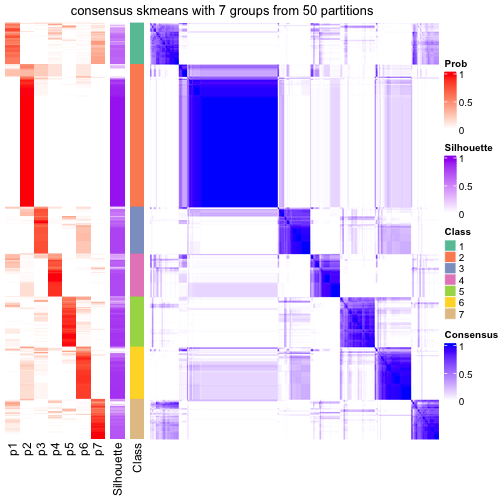 consensus skmeans with 7 groups from 50 partitions
Prob
1
0.5
0
Silhouette
1
0.5
0
Class
1
2
3
4
5
6
7
Consensus
1
0.5
0
p1
p2
p3
p4
p5
p6
p7
Silhouette
Class